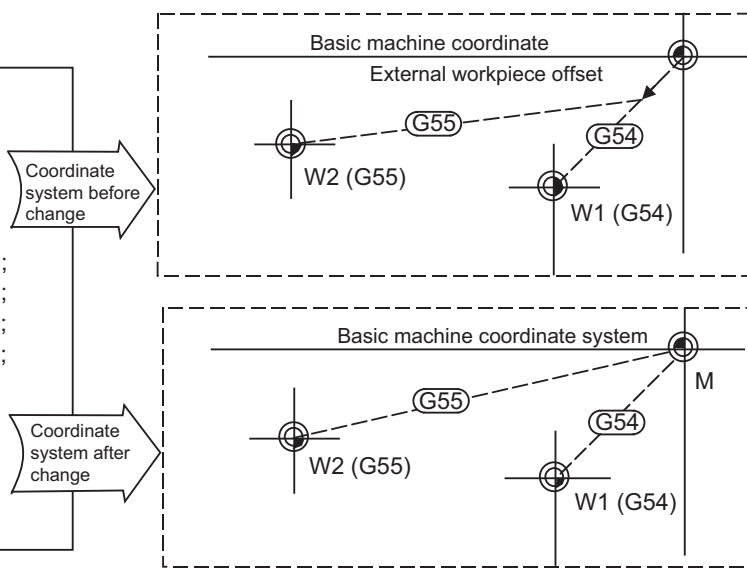 Basic machine coordinate
External workpiece offset
G55
G54
W2 (G55)
W1 (G54)
Coordinate
system before
change
;
;
;
;
Basic machine coordinate system
M
G55
G54
W2 (G55)
W1 (G54)
Coordinate
system after
change